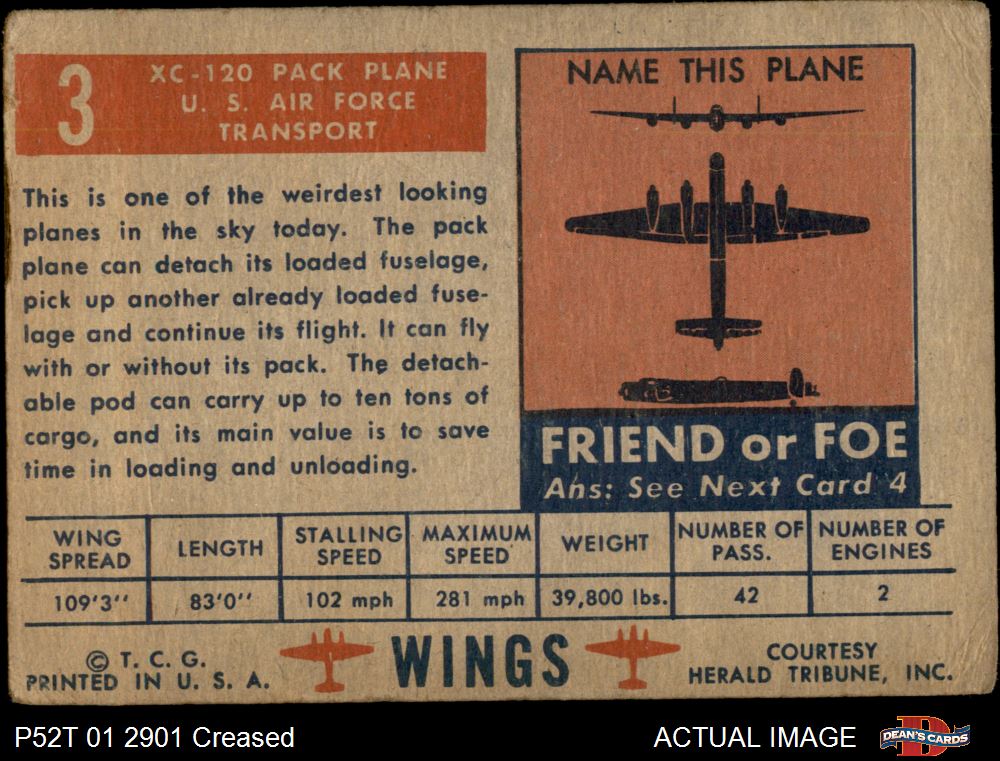 3
XC-120 PACK PLANE
U. S. AIR FORCE
TRANSPORT
This is one of the weirdest looking
planes in the sky today. The pack
plane can detach its loaded fuselage,
pick up another already loaded fuse-
lage and continue its flight. It can fly
with or without its pack. The detach-
able pod can carry up to ten tons of
cargo, and its main value is to save
time in loading and unloading.
NAME THIS PLANE
FRIEND or FOE
Ans: See Next Card 4
WING SPREAD LENGTH STALLING SPEED MAXIMUM SPEED WEIGHT NUMBER OF PASS. NUMBER OF ENGINES
109'3" 83'0" 102 mph 281 mph 39,800 lbs. 42 2
© T. C. G.
PRINTED IN U. S. A.
WINGS
COURTESY
HERALD TRIBUNE, INC.
P52T 01 2901 Creased
ACTUAL IMAGE
D
DEAN'S CARDS